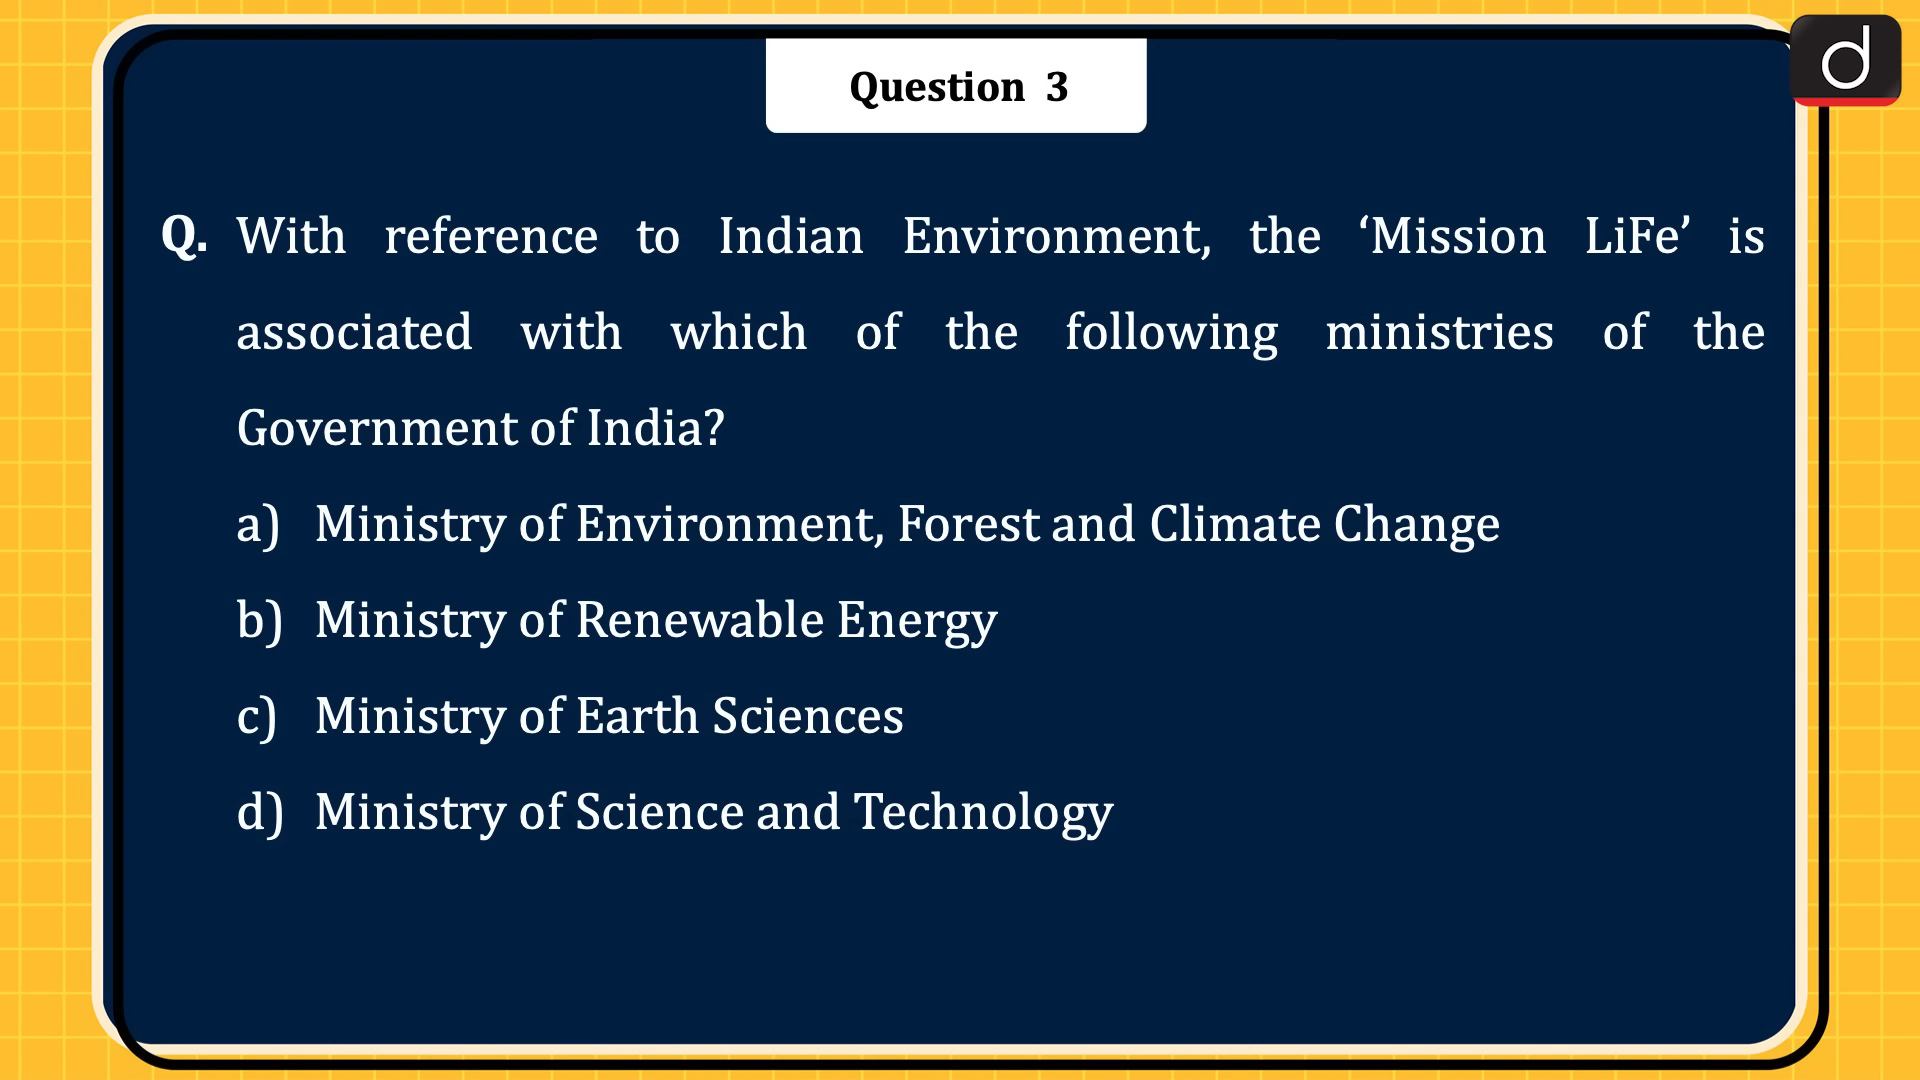 Question 3
Q. With reference to Indian Environment, the ‘Mission LiFe’ is
associated with which of the following ministries of the
Government of India?
a) Ministry of Environment, Forest and Climate Change
b) Ministry of Renewable Energy
c) Ministry of Earth Sciences
d) Ministry of Science and Technology
d